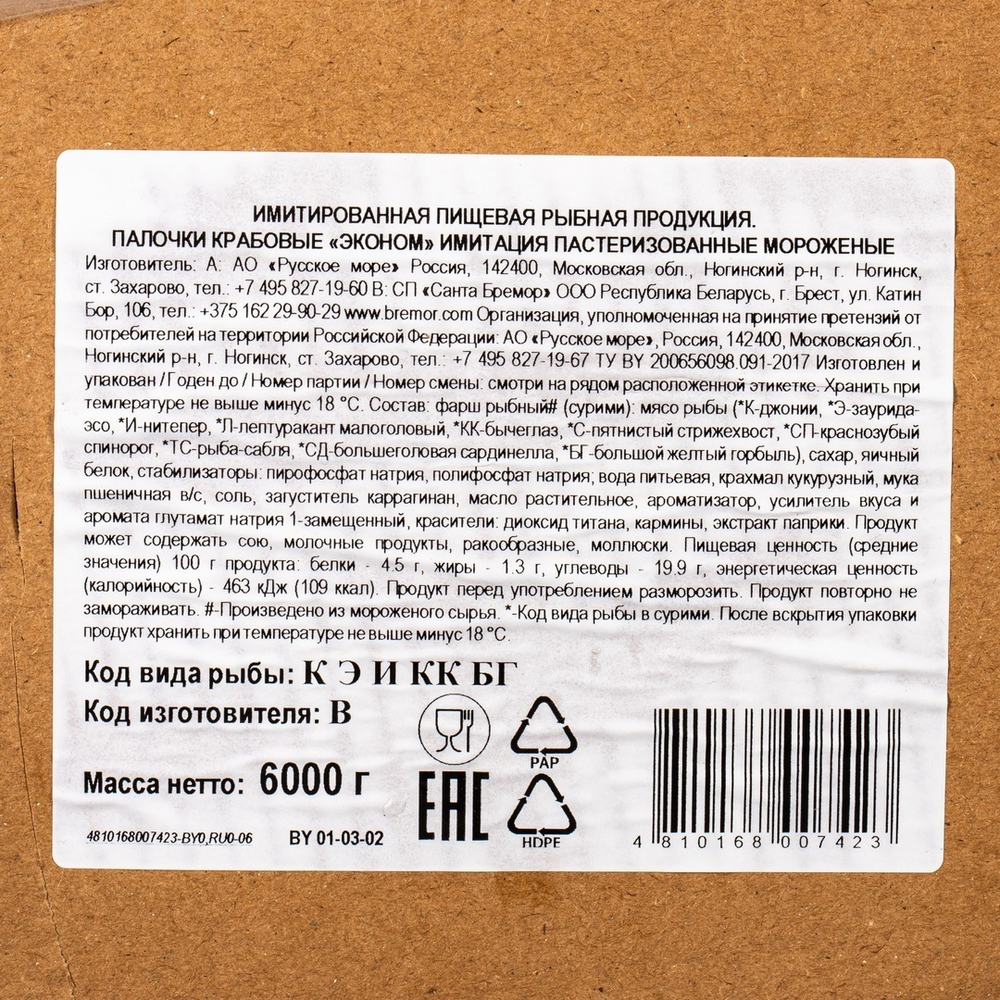 ИМИТИРОВАННАЯ ПИЩЕВАЯ РЫБНАЯ ПРОДУКЦИЯ.
ПАЛОЧКИ КРАБОВЫЕ «ЭКОНОМ» ИМИТАЦИЯ ПАСТЕРИЗОВАННЫЕ МОРОЖЕНЫЕ
Изготовитель: А: АО «Русское море» Россия, 142400, Московская обл., Ногинский р-н, г. Ногинск,
ст. Захарово, тел.: +7 495 827-19-60 В: СП «Санта Бремор» ООО Республика Беларусь, г. Брест, ул. Катин
Бор, 106, тел.: +375 162 29-90-29 www.bremor.com Организация, уполномоченная на принятие претензий от
потребителей на территории Российской Федерации: АО «Русское море», Россия, 142400, Московская обл.,
Ногинский р-н, г. Ногинск, ст. Захарово, тел.: +7 495 827-19-67 ТУ BY 200656098.091-2017 Изготовлен и
упакован / Годен до / Номер партии / Номер смены: смотри на рядом расположенной этикетке. Хранить при
температуре не выше минус 18 °С. Состав: фарш рыбный# (сурими): мясо рыбы (*К-джонии, *Э-заурида-
эсо, *И-нитепер, *Л-лептуракант малоголовый, *КК-бычеглаз, *С-пятнистый стрижехвост, *СП-краснозубый
спинорог, *ТС-рыба-сабля, *СД-большеголовая сардинелла, *БГ-большой желтый горбыль), сахар, яичный
белок, стабилизаторы: пирофосфат натрия, полифосфат натрия; вода питьевая, крахмал кукурузный, мука
пшеничная в/с, соль, загуститель каррагинан, масло растительное, ароматизатор, усилитель вкуса и
аромата глутамат натрия 1-замещенный, красители: диоксид титана, кармины, экстракт паприки. Продукт
может содержать сою, молочные продукты, ракообразные, моллюски. Пищевая ценность (средние
значения) 100 г продукта: белки - 4.5 г, жиры - 1.3 г, углеводы - 19.9 г, энергетическая ценность
(калорийность) - 463 кДж (109 ккал). Продукт перед употреблением разморозить. Продукт повторно не
замораживать. #-Произведено из мороженого сырья. *-Код вида рыбы в сурими. После вскрытия упаковки
продукт хранить при температуре не выше минус 18 °С.
Код вида рыбы: К Э И КК БГ
Код изготовителя: В
PAP
Масса нетто: 6000 г
EAC
HDPE
4810168007423-BY0,RU0-06
BY 01-03-02
4 810168 007423